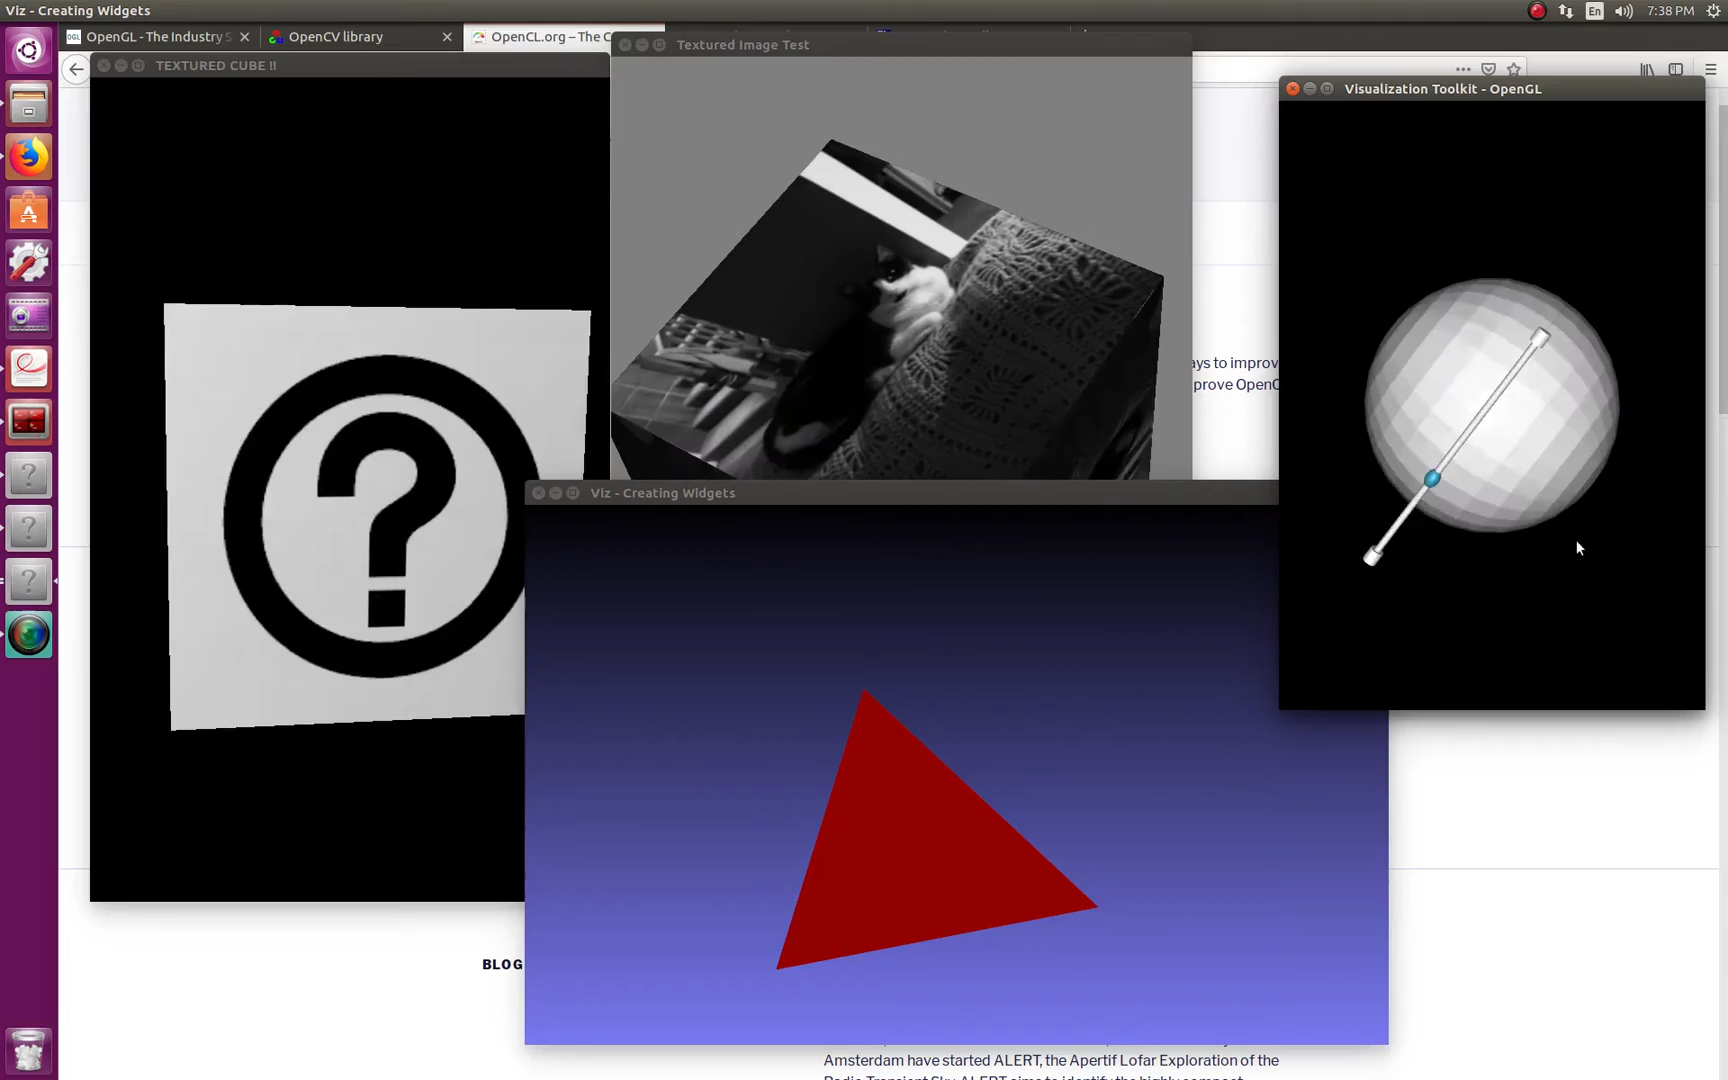 Viz - Creating Widgets
En
7:38 PM
OGL OpenGL - The Industry S
OpenCV library
OpenCL.org – The C
Textured Image Test
TEXTURED CUBE !!
Visualization Toolkit - OpenGL
ays to improv
prove OpenC
?
Viz - Creating Widgets
BLOG
Amsterdam have started ALERT, the Apertif Lofar Exploration of the